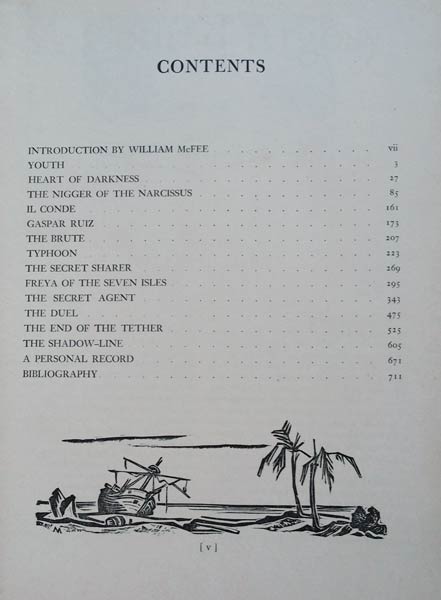 CONTENTS
INTRODUCTION BY WILLIAM McFEE vii
YOUTH 3
HEART OF DARKNESS 27
THE NIGGER OF THE NARCISSUS 85
IL CONDE 161
GASPAR RUIZ 173
THE BRUTE 207
TYPHOON 223
THE SECRET SHARER 269
FREYA OF THE SEVEN ISLES 295
THE SECRET AGENT 343
THE DUEL 475
THE END OF THE TETHER 525
THE SHADOW-LINE 605
A PERSONAL RECORD 671
BIBLIOGRAPHY 711
[ v ]